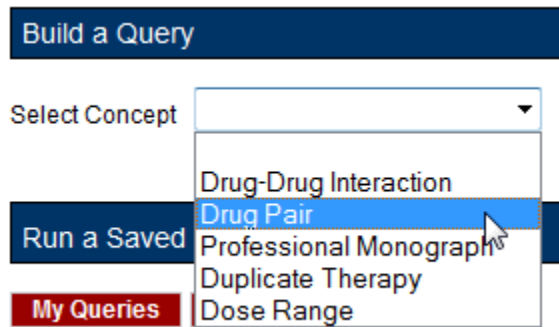 Build a Query
Select Concept
Drug-Drug Interaction
Drug Pair
Run a Saved
Professional Monograph
Duplicate Therapy
My Queries
Dose Range